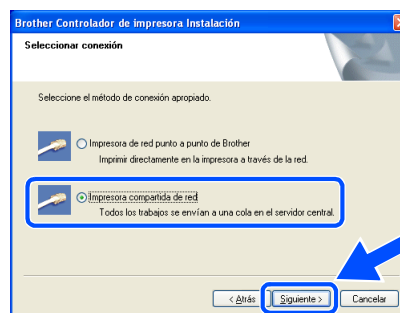 Brother Controlador de impresora Instalación
Seleccionar conexión
Seleccione el método de conexión apropiado.
Impresora de red punto a punto de Brother
Imprimir directamente en la impresora a través de la red.
Impresora compartida de red
Todos los trabajos se envían a una cola en el servidor central.
< Atrás Siguiente > Cancelar